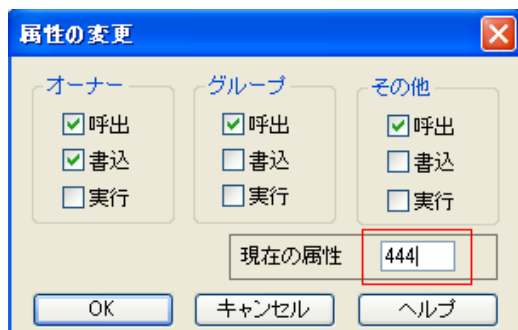 属性の変更
オーナー グループ その他
呼出 呼出 呼出
書込 書込 書込
実行 実行 実行
現在の属性 444
OK キャンセル ヘルプ